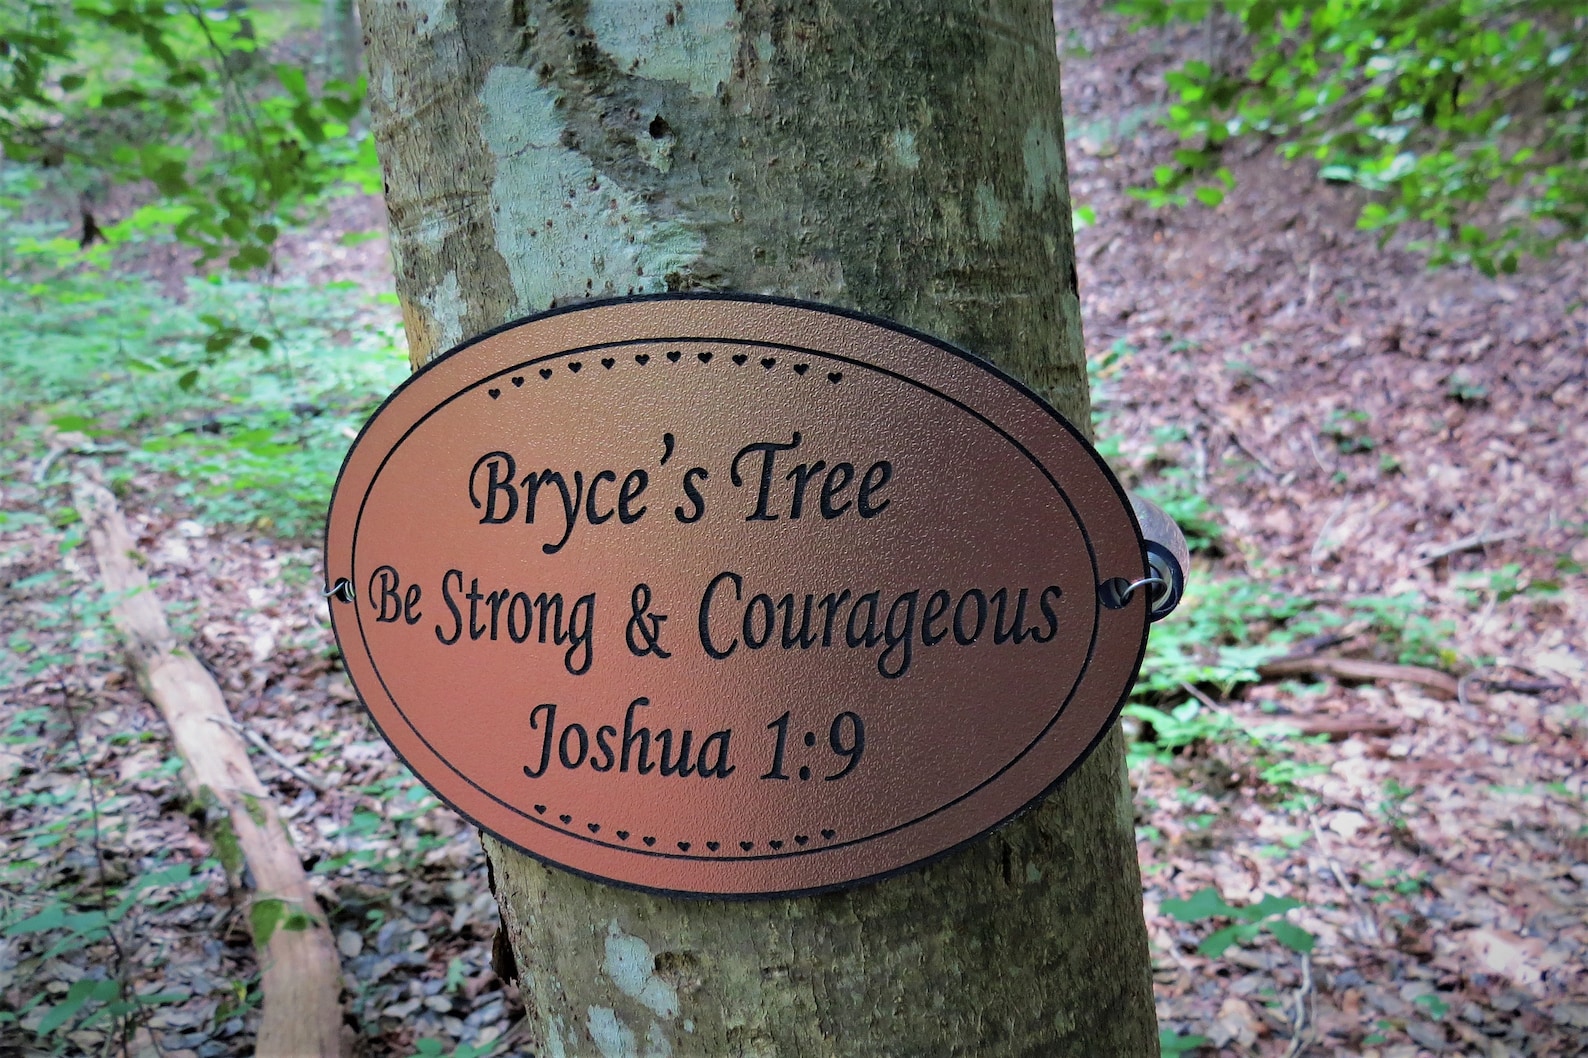 Bryce's Tree
Be Strong & Courageous
Joshua 1:9